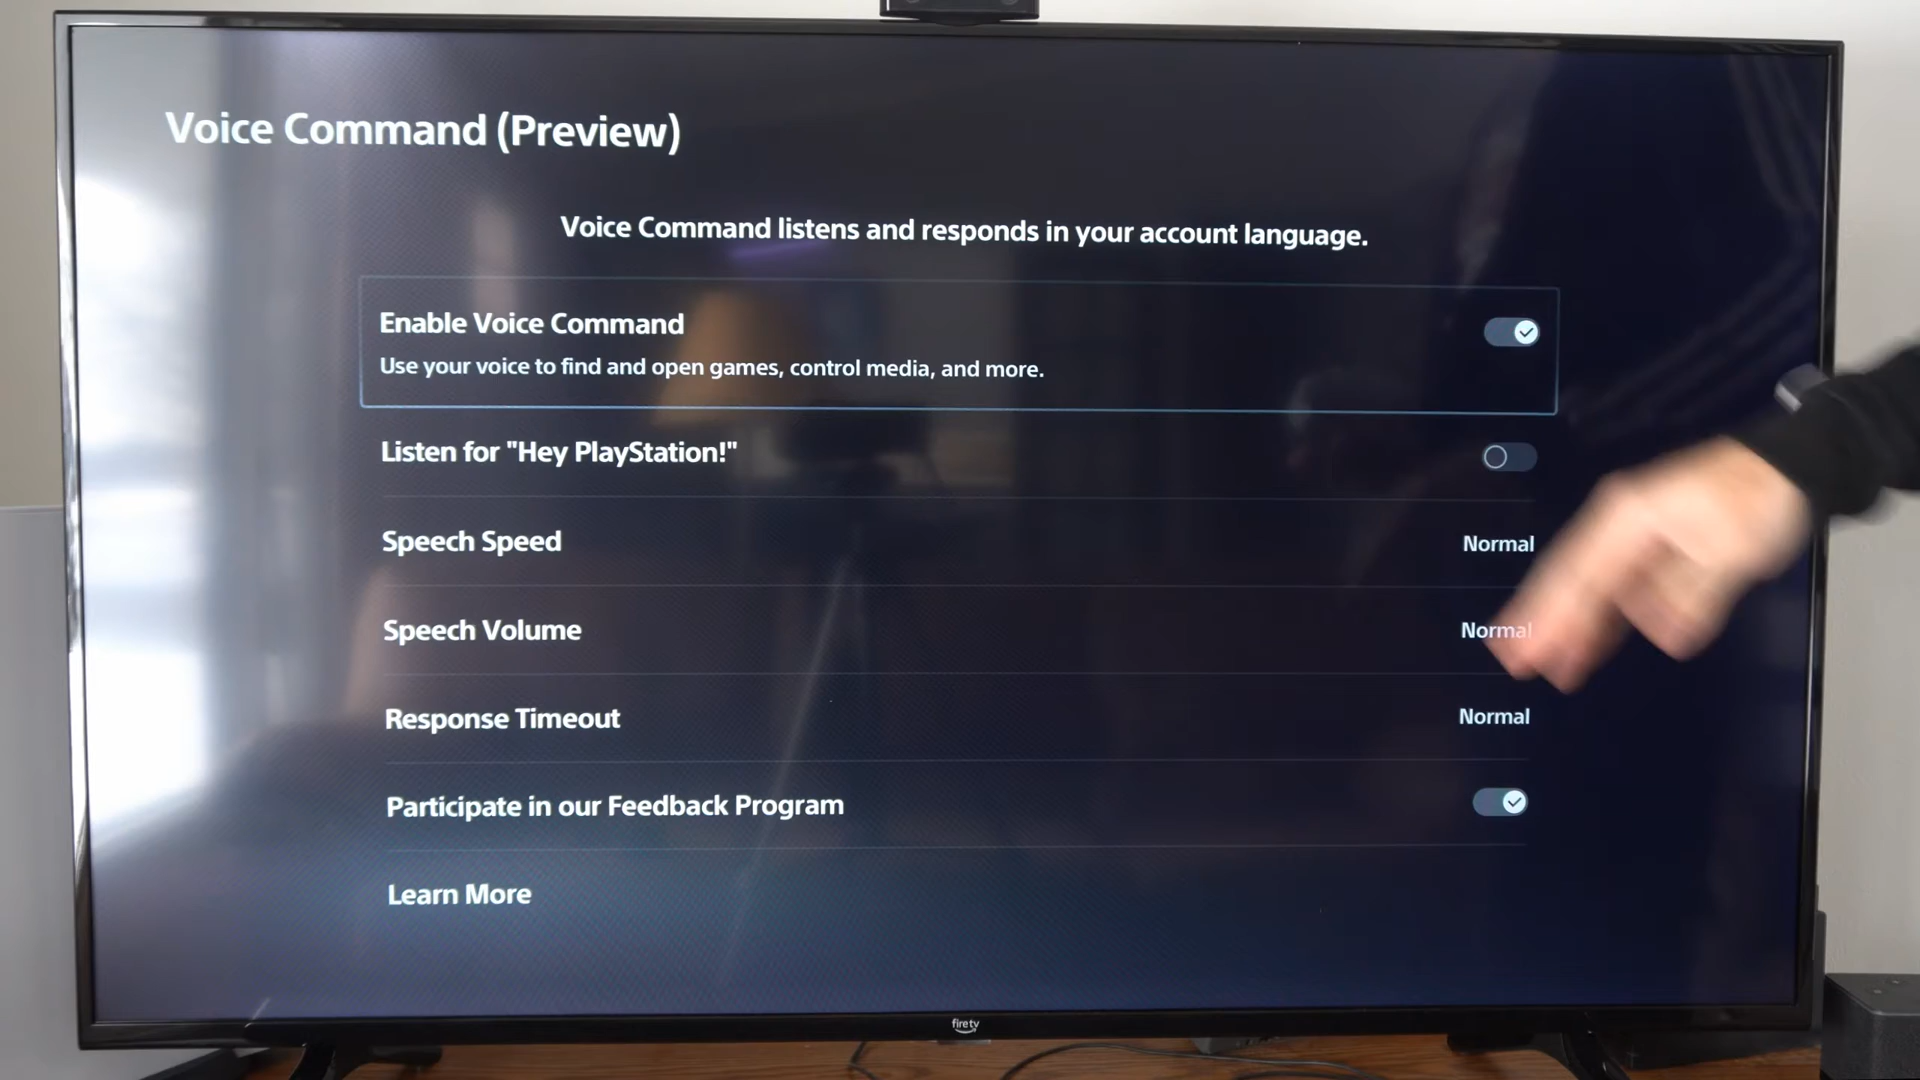 Voice Command (Preview)
Voice Command listens and responds in your account language.
Enable Voice Command
Use your voice to find and open games, control media, and more.
Listen for "Hey PlayStation!"
Speech Speed
Normal
Speech Volume
Normal
Response Timeout
Normal
Participate in our Feedback Program
Learn More
firetv